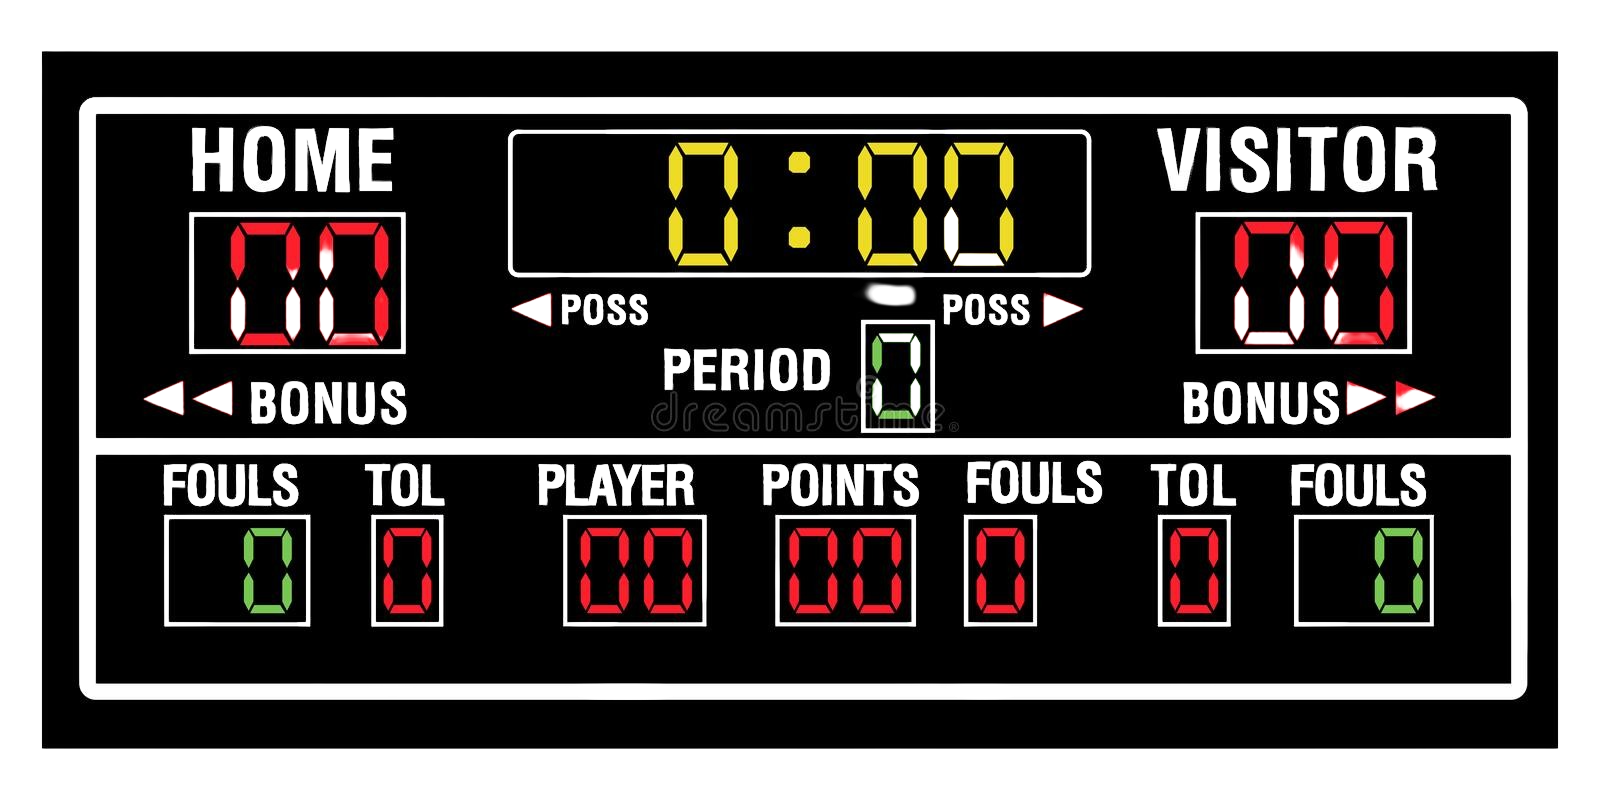 HOME 0:00 VISITOR
00 00
POSS POSS
PERIOD 0
BONUS BONUS
dreamstime®
FOULS TOL PLAYER POINTS FOULS TOL FOULS
0 0 00 00 0 0 0